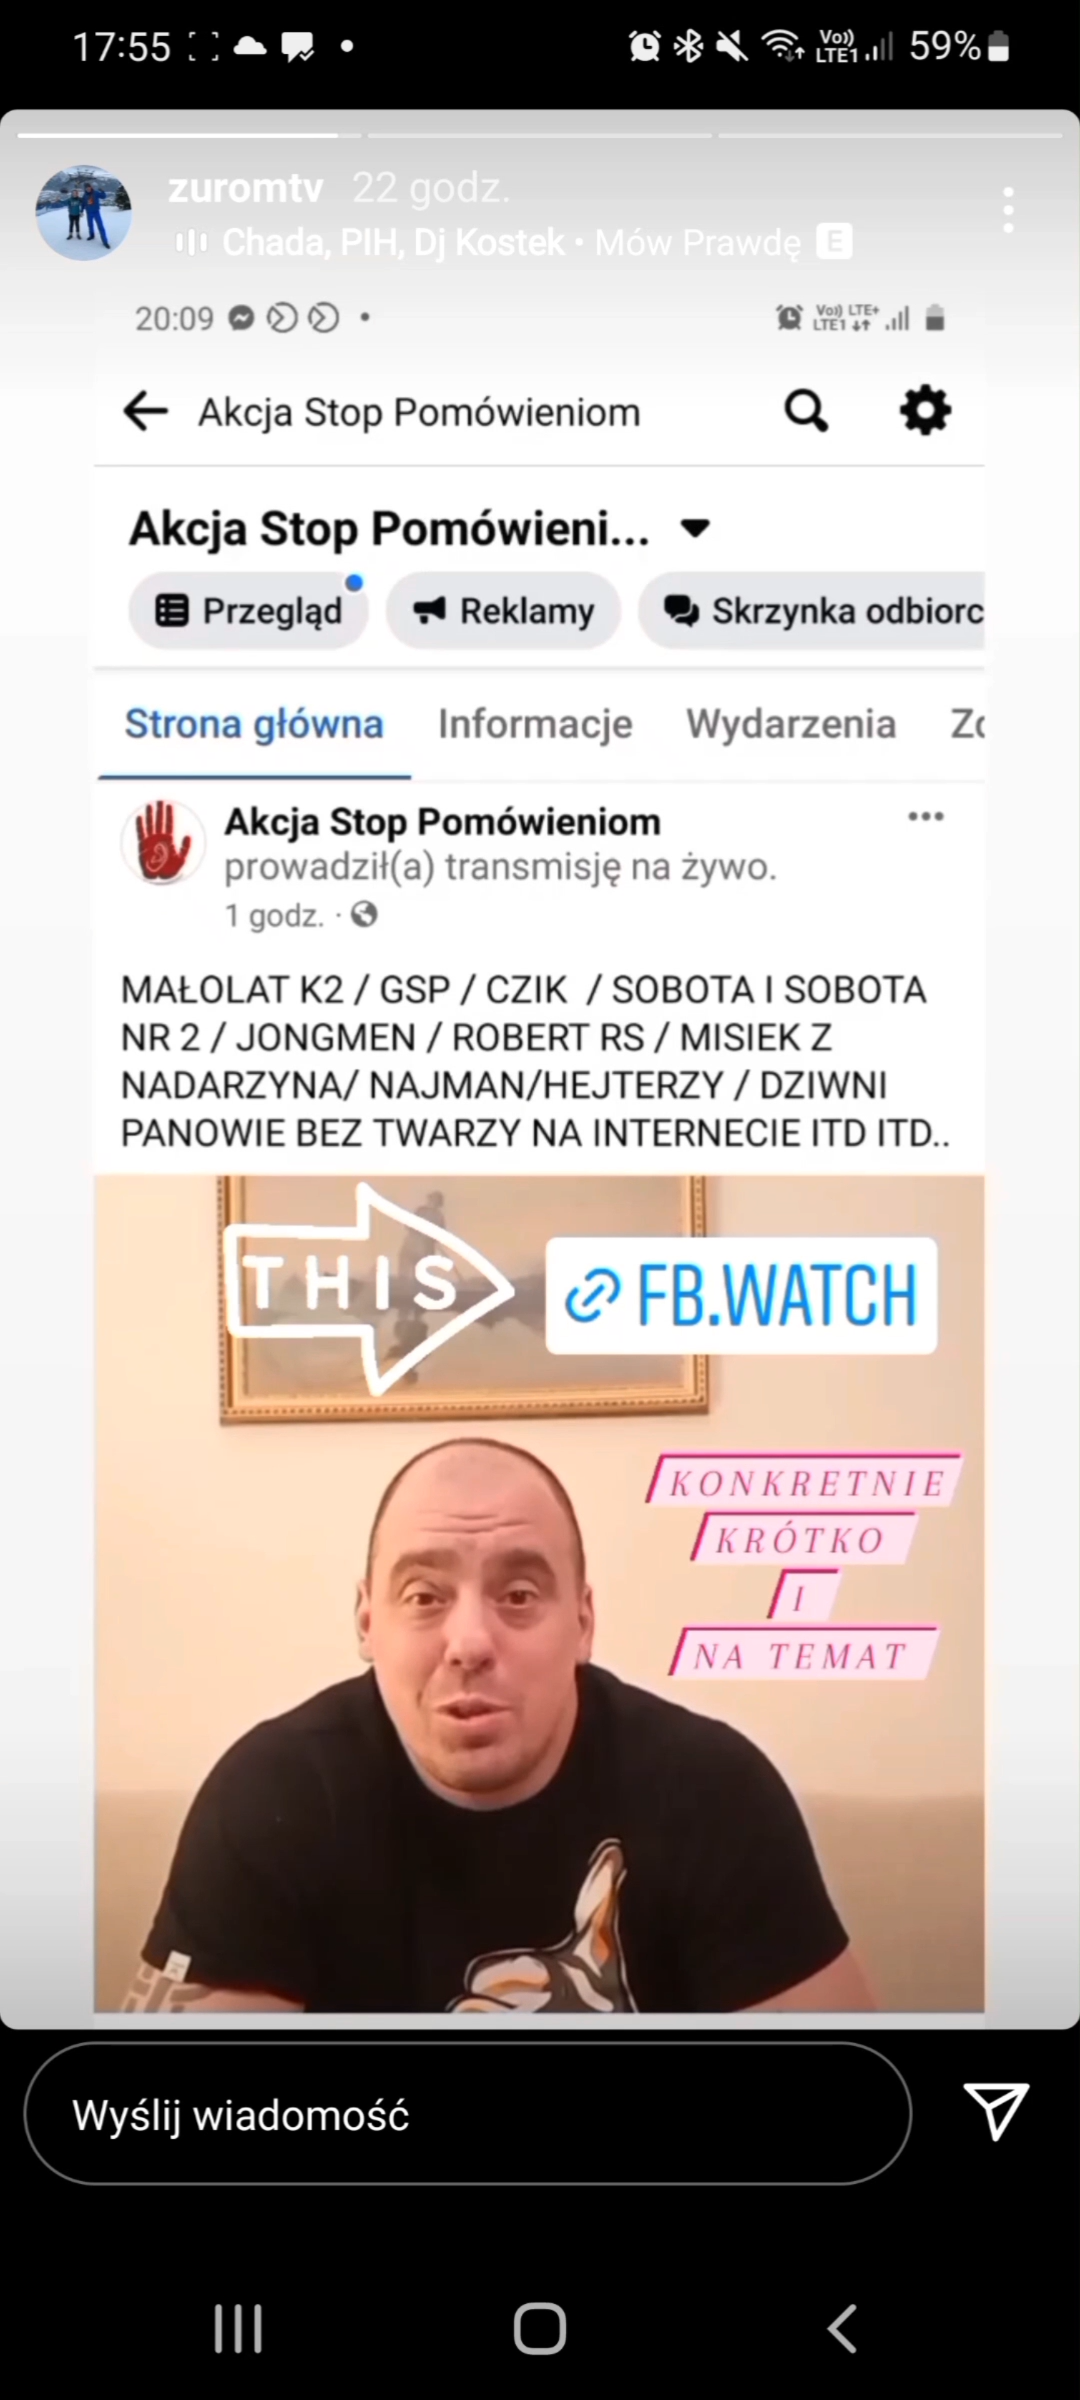 17:55 59%
zuromtv 22 godz.
Chada, PIH, Dj Kostek • Mów Prawdę E
20:09 Vo)) LTE+ LTE1
Akcja Stop Pomówieniom
Akcja Stop Pomówieni...
Przegląd Reklamy Skrzynka odbiorc
Strona główna Informacje Wydarzenia
Akcja Stop Pomówieniom
prowadził(a) transmisję na żywo.
1 godz. ·
MAŁOLAT K2 / GSP / CZIK / SOBOTA I SOBOTA
NR 2 / JONGMEN / ROBERT RS / MISIEK Z
NADARZYNA/ NAJMAN/HEJTERZY / DZIWNI
PANOWIE BEZ TWARZY NA INTERNECIE ITD ITD..
THIS FB.WATCH
KONKRETNIE
KRÓTKO
I
NA TEMAT
Wyślij wiadomość